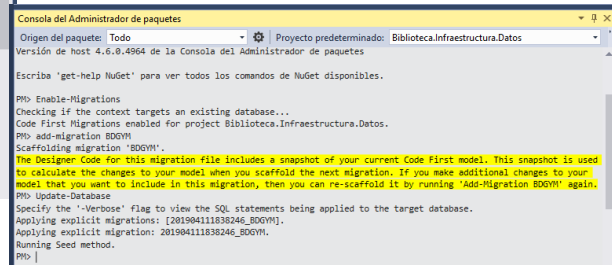 Consola del Administrador de paquetes
Origen del paquete: Todo Proyecto predeterminado: Biblioteca.Infraestructura.Datos
Versión de host 4.6.0.4964 de la Consola del Administrador de paquetes
Escriba 'get-help NuGet' para ver todos los comandos de NuGet disponibles.
PM> Enable-Migrations
Checking if the context targets an existing database...
Code First Migrations enabled for project Biblioteca.Infraestructura.Datos.
PM> add-migration BDGYM
Scaffolding migration 'BDGYM'.
The Designer Code for this migration file includes a snapshot of your current Code First model. This snapshot is used
to calculate the changes to your model when you scaffold the next migration. If you make additional changes to your
model that you want to include in this migration, then you can re-scaffold it by running 'Add-Migration BDGYM' again.
PM> Update-Database
Specify the '-Verbose' flag to view the SQL statements being applied to the target database.
Applying explicit migrations: [201904111838246_BDGYM].
Applying explicit migration: 201904111838246_BDGYM.
Running Seed method.
PM>